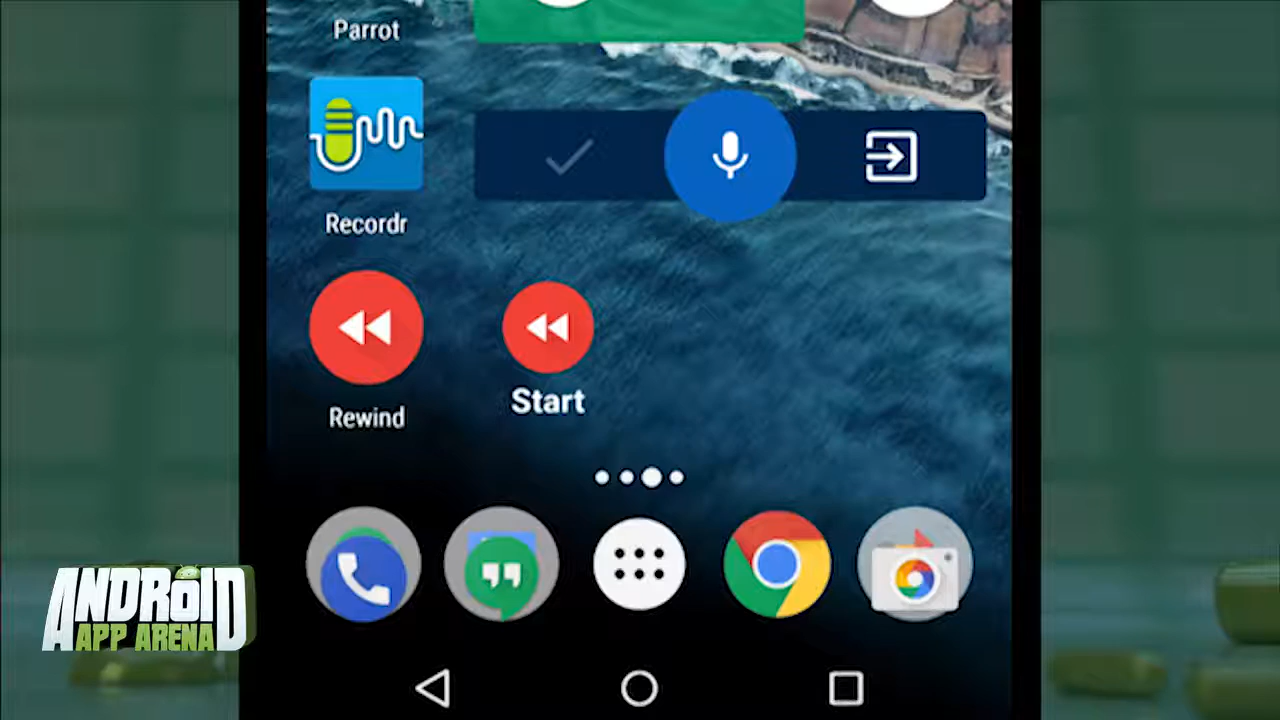 Parrot
Recordr
Rewind
Start
ANDROID
APP ARENA